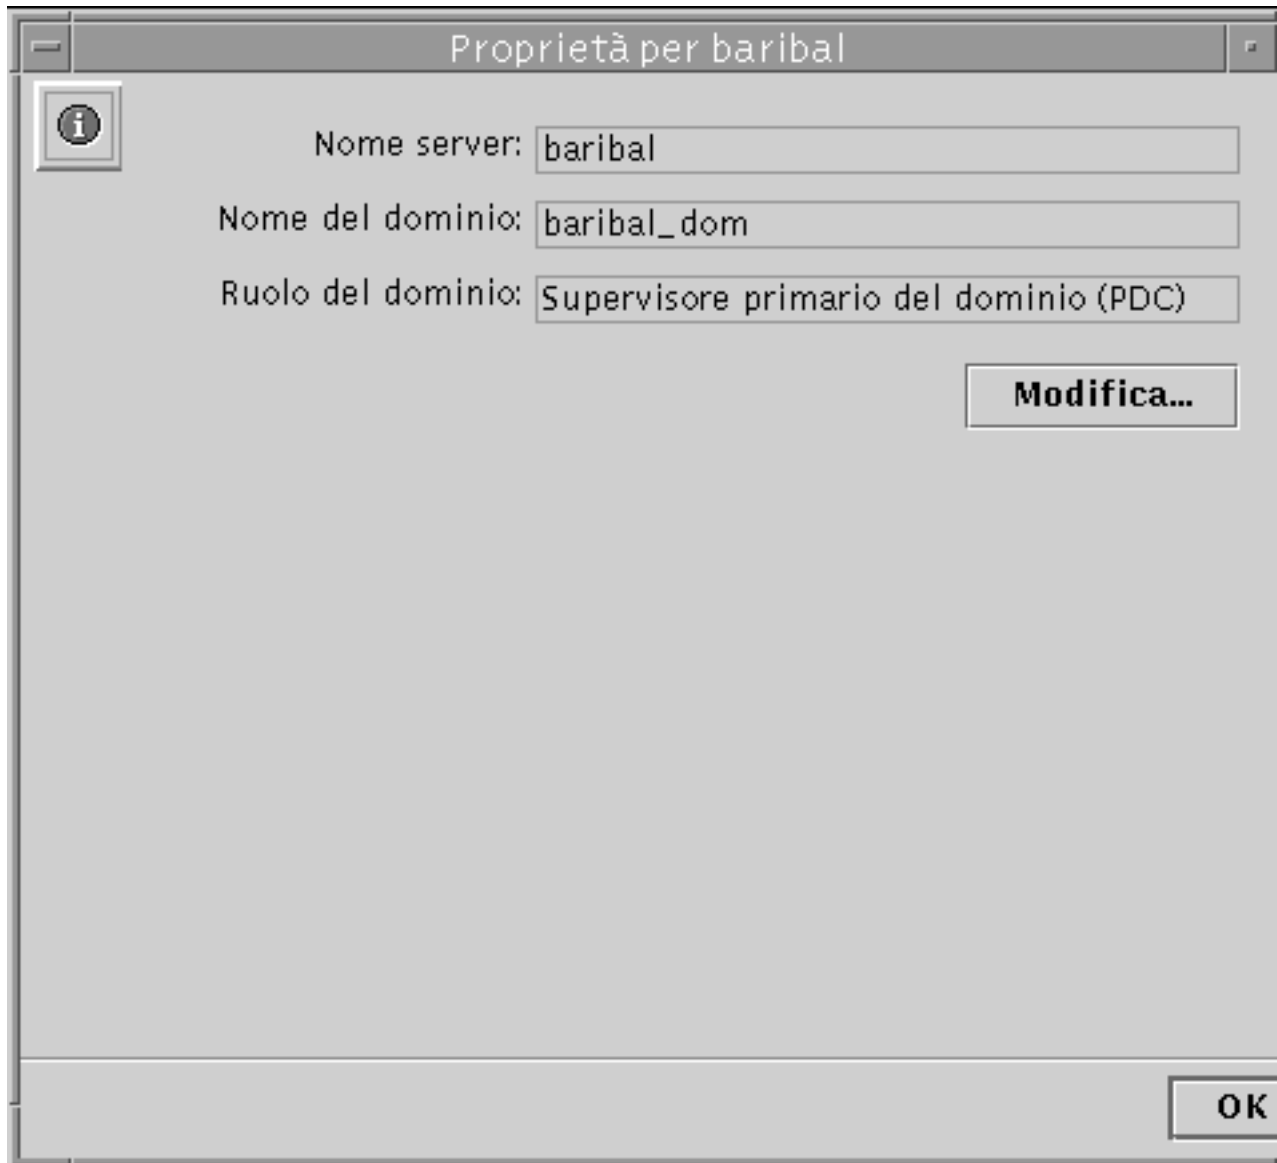 Proprietà per baribal
Nome server: baribal
Nome del dominio: baribal_dom
Ruolo del dominio: Supervisore primario del dominio (PDC)
Modifica...
OK